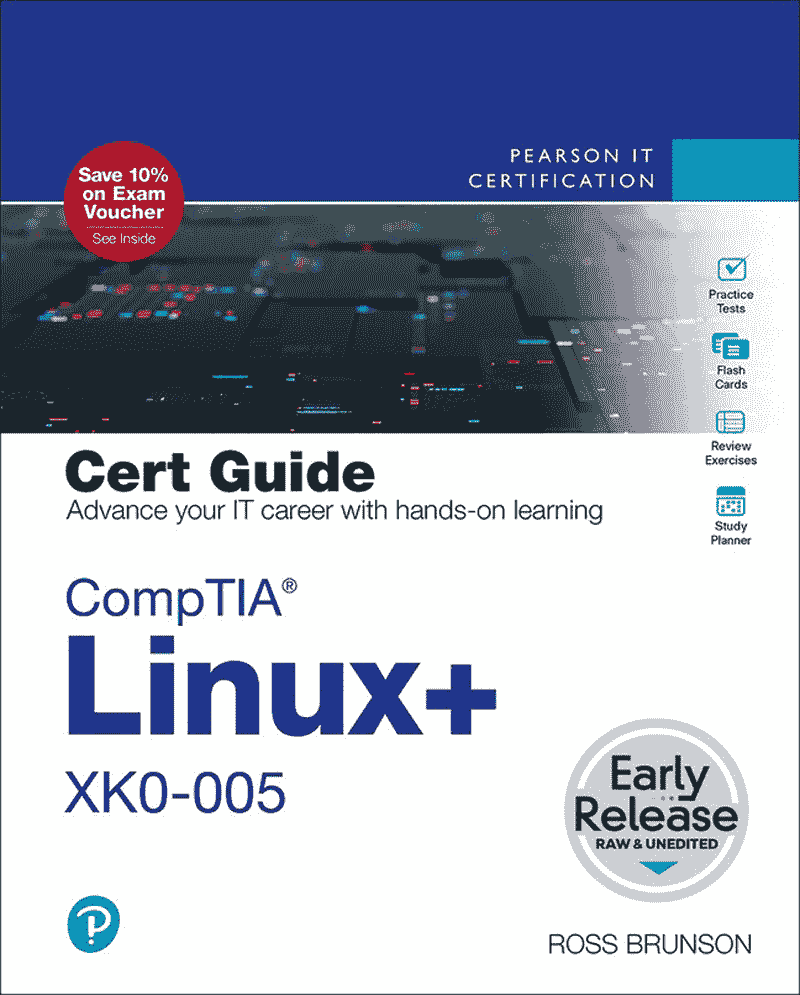 PEARSON IT
CERTIFICATION
Save 10%
on Exam
Voucher
See Inside
Practice
Tests
Flash
Cards
Review
Exercises
Study
Planner
Cert Guide
Advance your IT career with hands-on learning
CompTIA®
Linux+
XK0-005
Early
Release
RAW & UNEDITED
P
ROSS BRUNSON